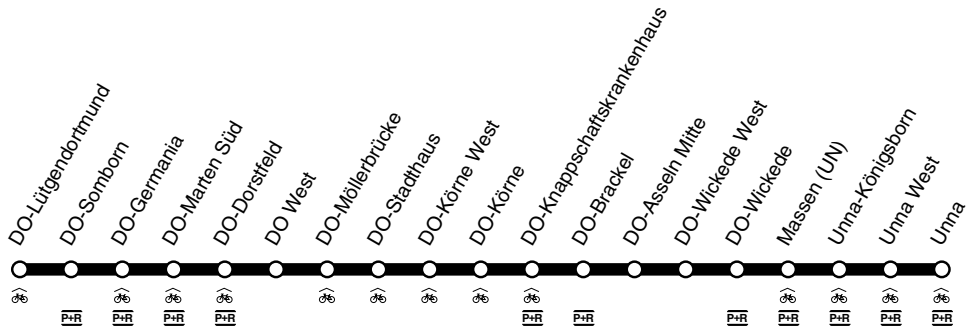 DO-Lütgendortmund
DO-Somborn
DO-Germania
DO-Marten Süd
DO-Dorstfeld
DO West
DO-Möllerbrücke
DO-Stadthaus
DO-Körne West
DO-Körne
DO-Knappschaftskrankenhaus
DO-Brackel
DO-Asseln Mitte
DO-Wickede West
DO-Wickede
Massen (UN)
Unna-Königsborn
Unna West
Unna
P+R P+R P+R P+R P+R P+R P+R P+R P+R P+R P+R